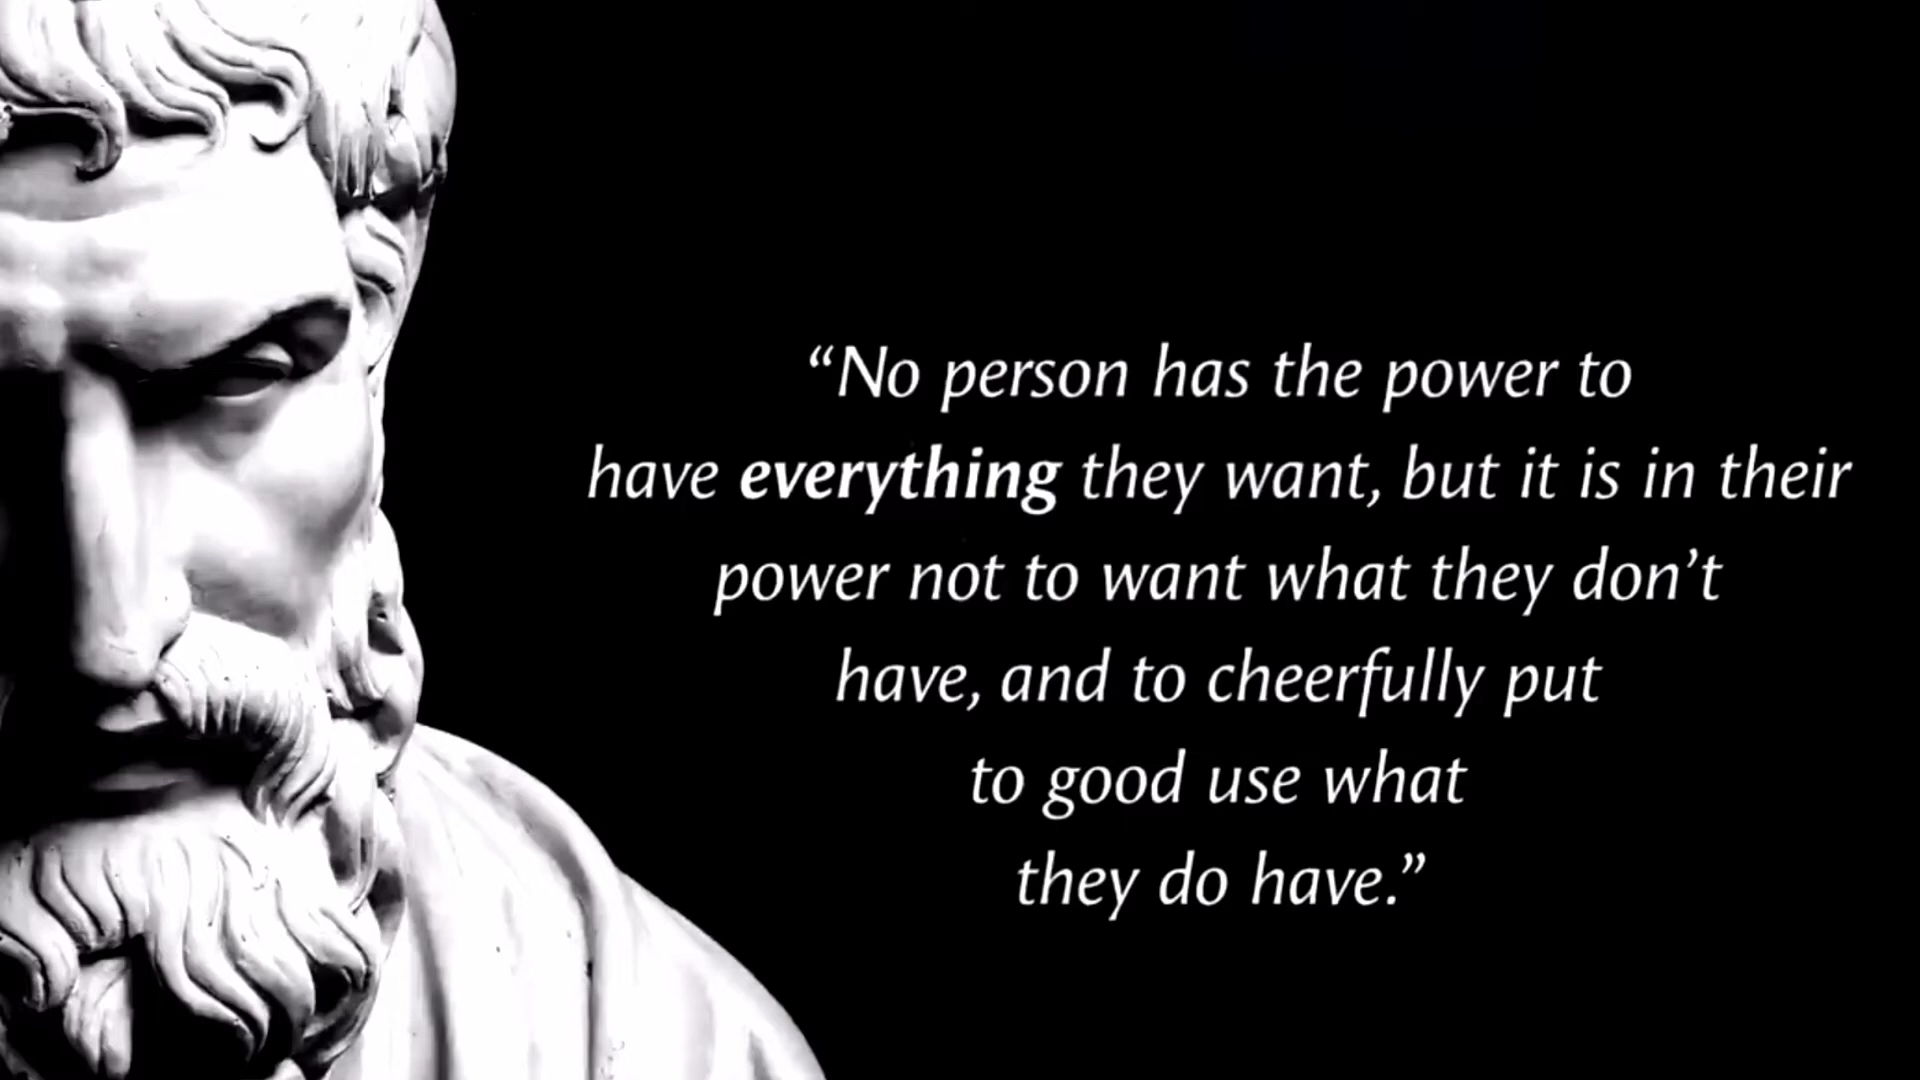 “No person has the power to
have everything they want, but it is in their
power not to want what they don’t
have, and to cheerfully put
to good use what
they do have.”